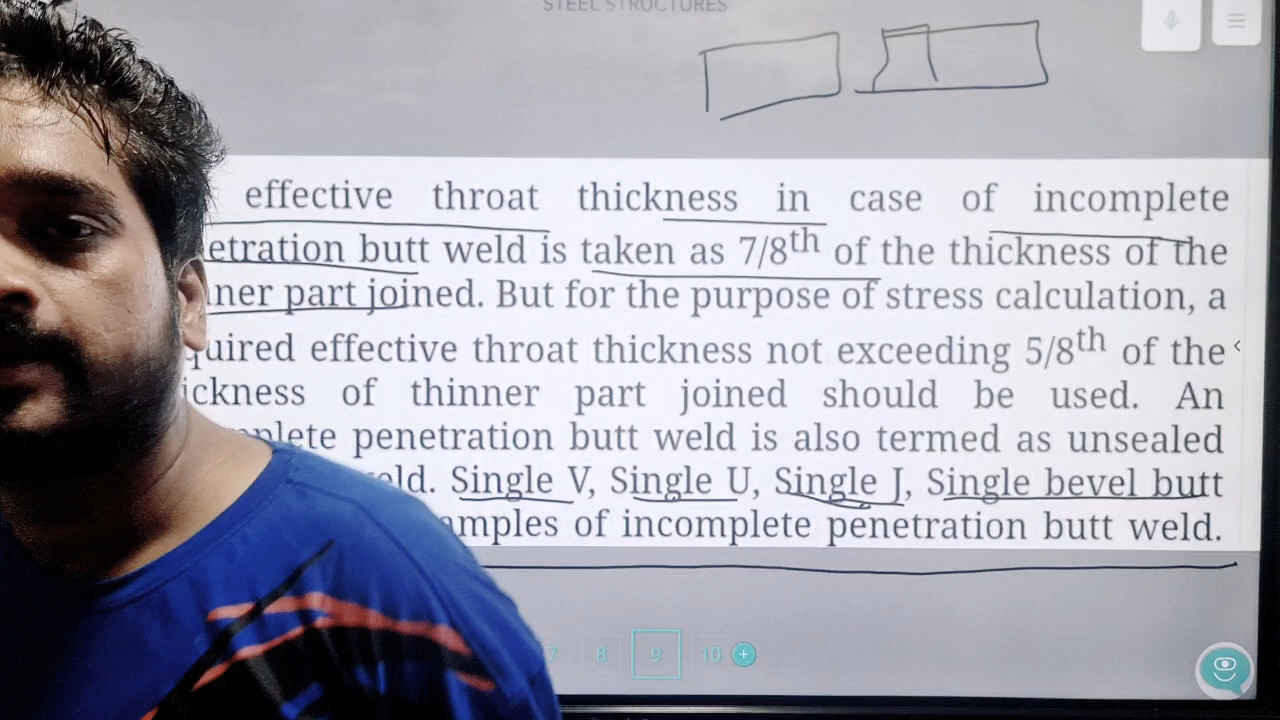 STEEL STRUCTURES
effective throat thickness in case of incomplete
etration butt weld is taken as 7/8th of the thickness of the
ner part joined. But for the purpose of stress calculation, a
quired effective throat thickness not exceeding 5/8th of the
ickness of thinner part joined should be used. An
plete penetration butt weld is also termed as unsealed
eld. Single V, Single U, Single J, Single bevel butt
amples of incomplete penetration butt weld.
7 8 9 10